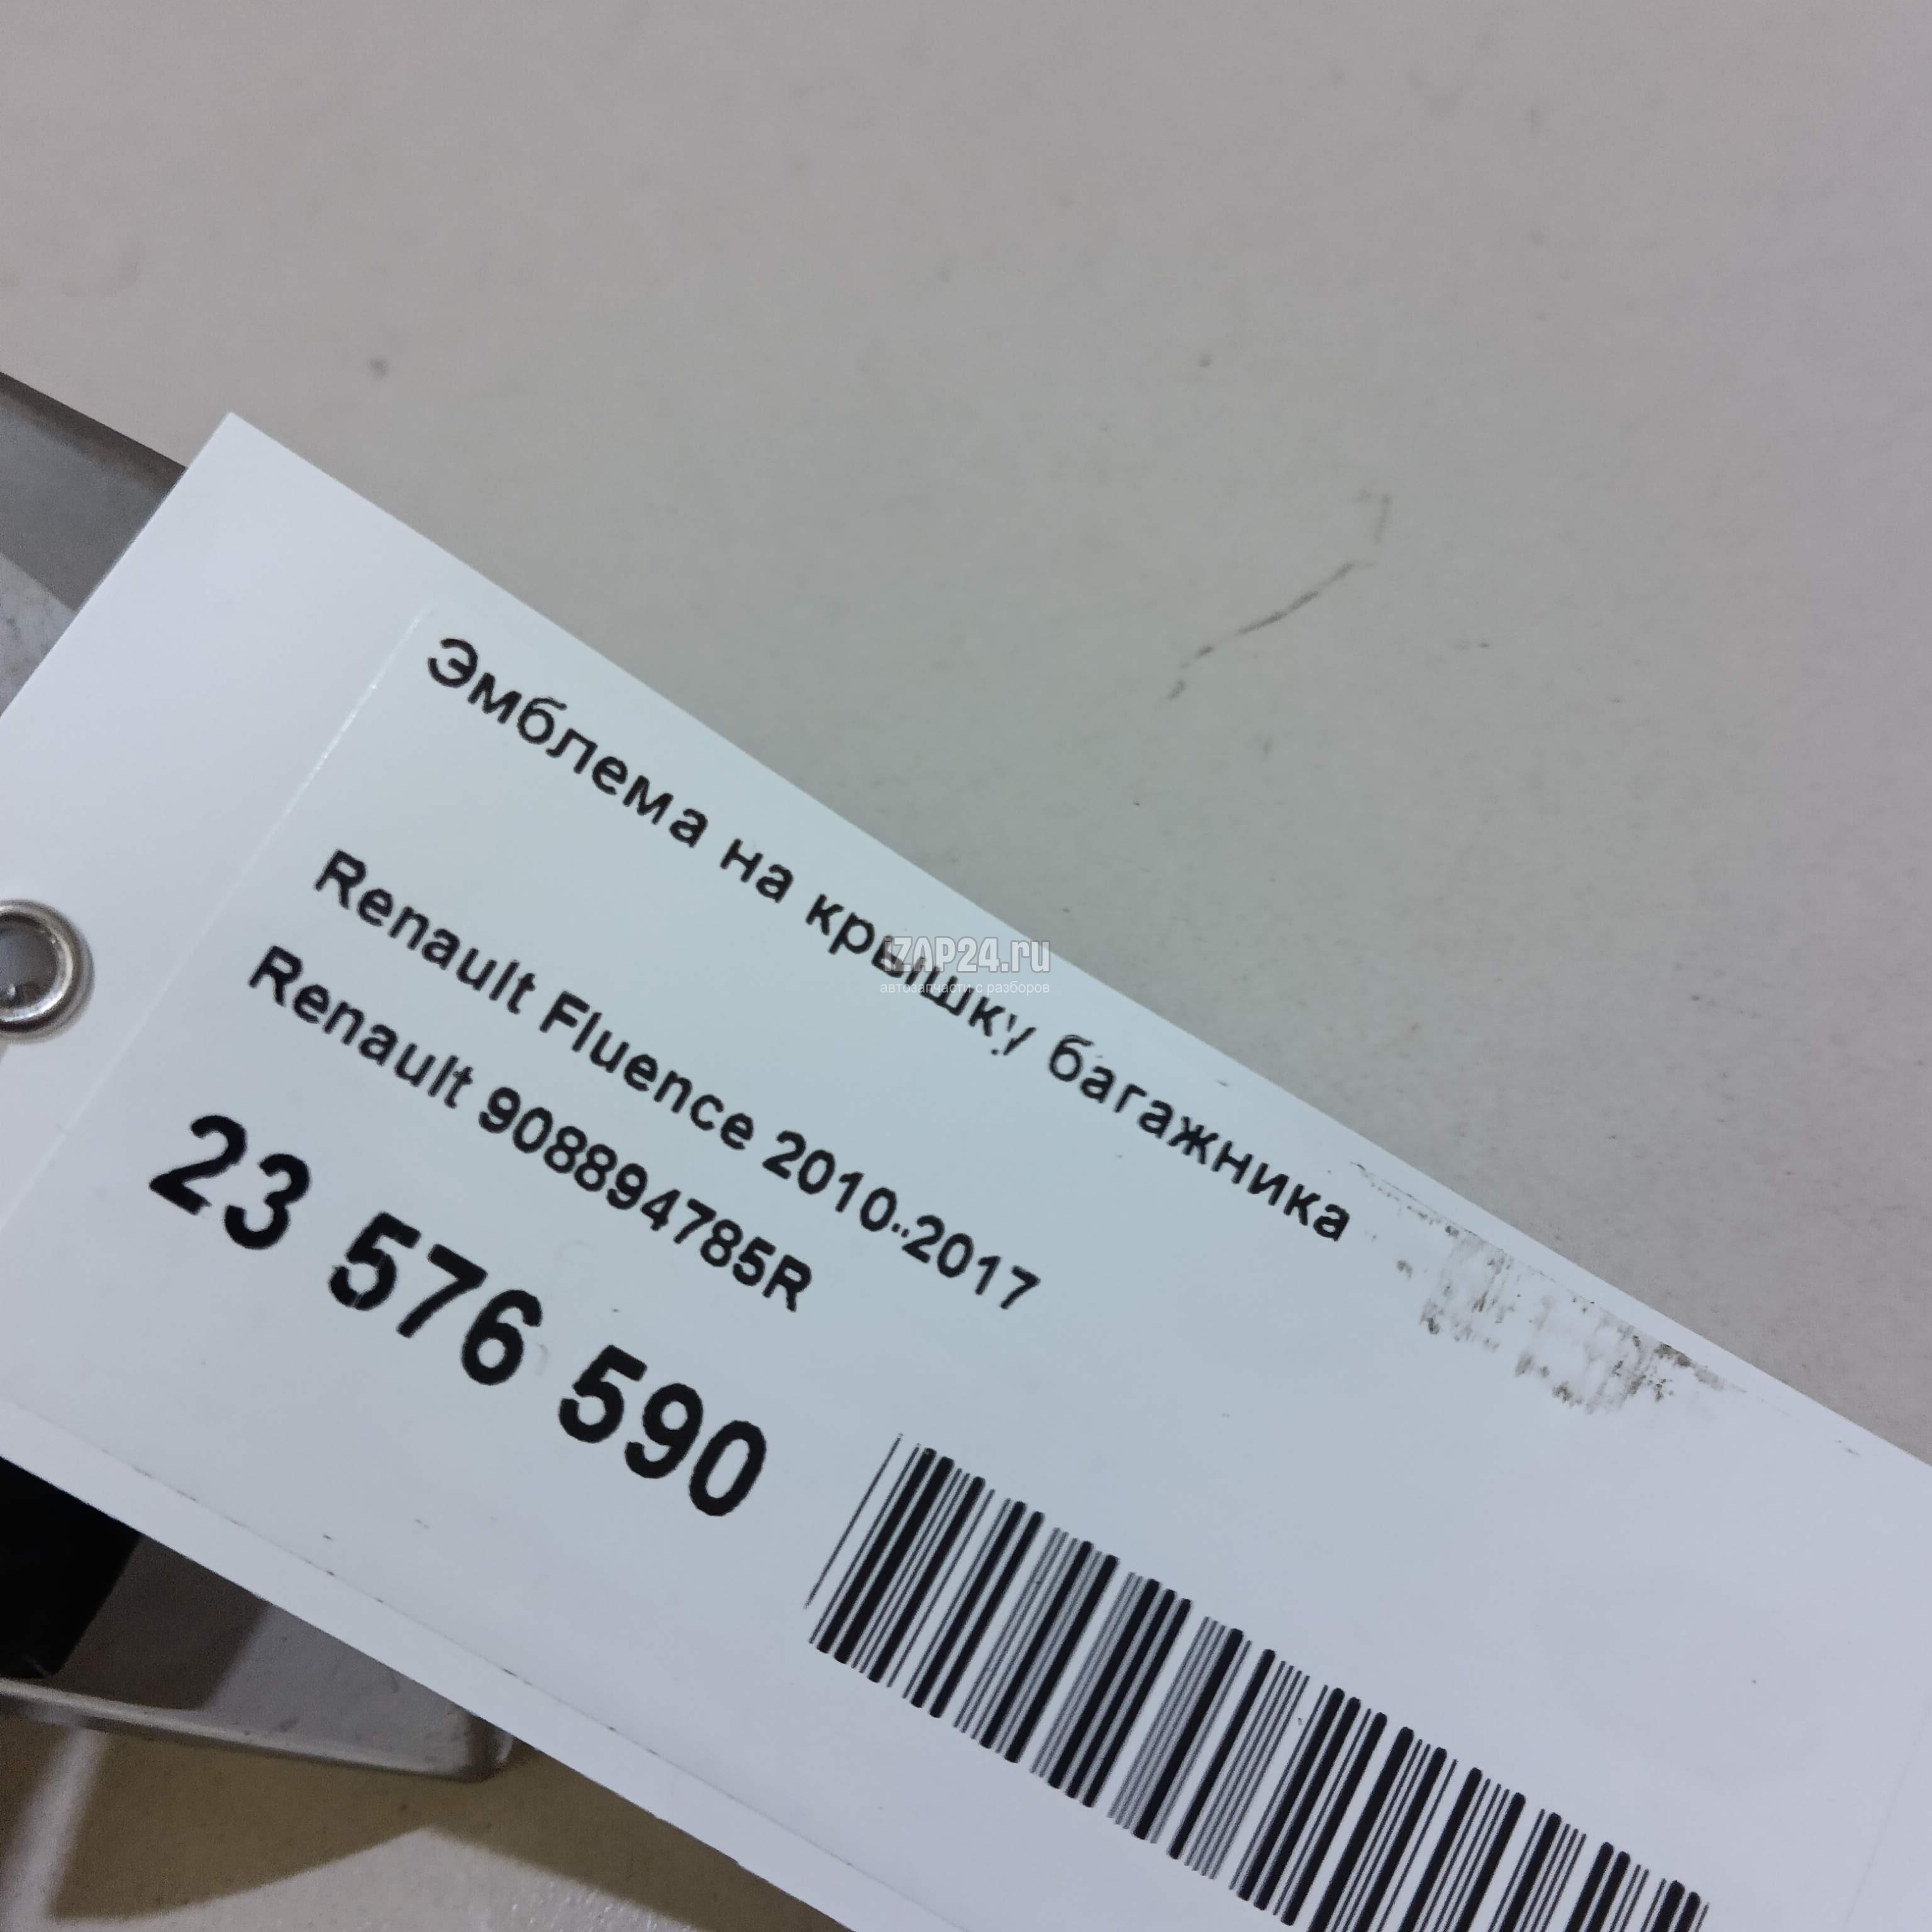 Эмблема на крышку багажника
Renault Fluence 2010..2017
Renault 908894785R
23 576 590
iZAP24.ru
автозапчасти с разборов